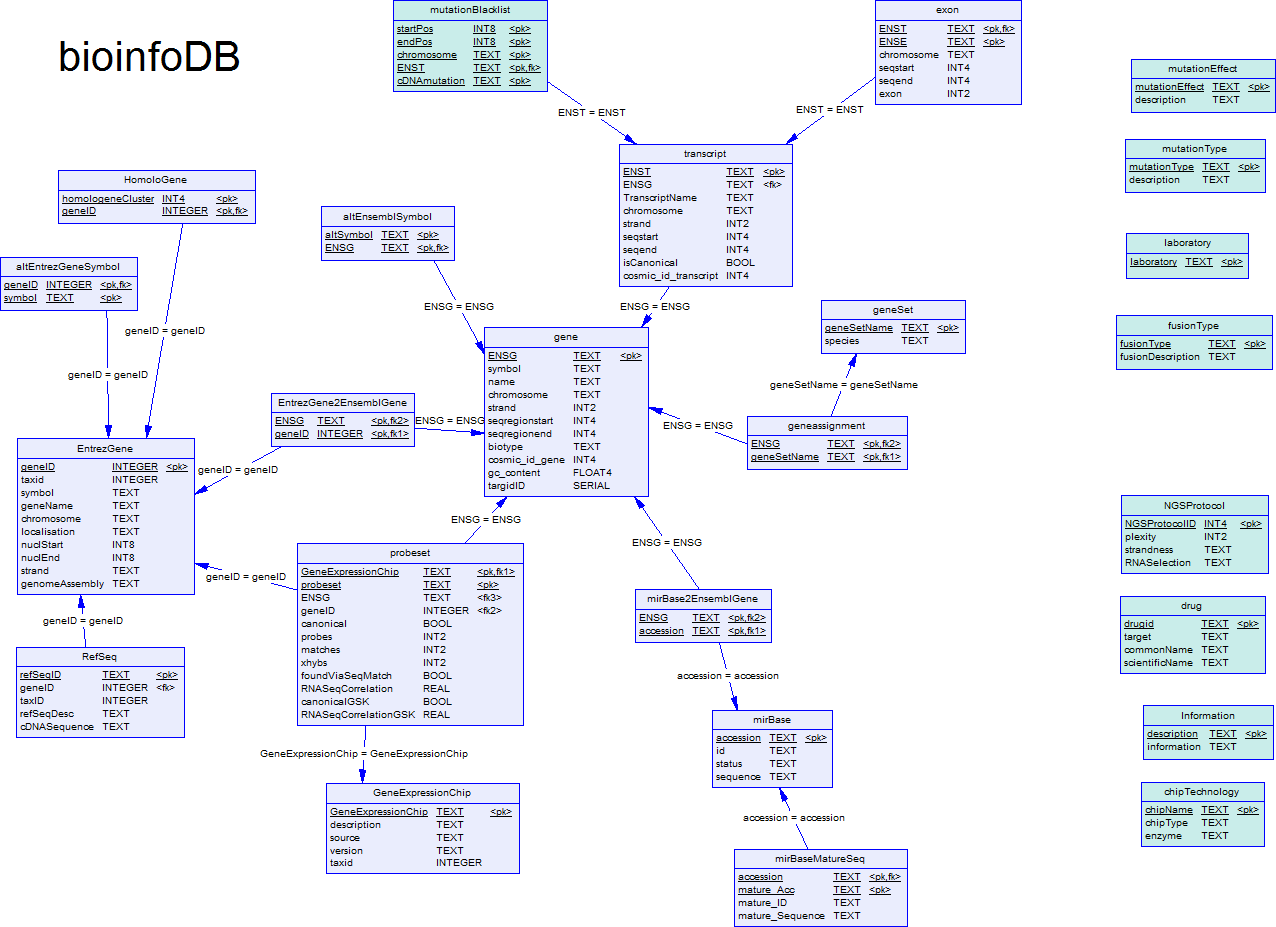 bioinfoDB
mutationBlacklist
startPos INT8 <pk>
endPos INT8 <pk>
chromosome TEXT <pk>
ENST TEXT <pk,fk>
cDNAmutation TEXT <pk>
exon
ENST TEXT <pk,fk>
ENSE TEXT <pk>
chromosome TEXT
seqstart INT4
seqend INT4
exon INT2
mutationEffect
mutationEffect TEXT <pk>
description TEXT
ENST = ENST
ENST = ENST
transcript
ENST TEXT <pk>
ENSG TEXT <fk>
TranscriptName TEXT
chromosome TEXT
strand INT2
seqstart INT4
seqend INT4
isCanonical BOOL
cosmic_id_transcript INT4
mutationType
mutationType TEXT <pk>
description TEXT
HomoloGene
homologeneCluster INT4 <pk>
geneID INTEGER <pk,fk>
altEnsemblSymbol
altSymbol TEXT <pk>
ENSG TEXT <pk,fk>
laboratory
laboratory TEXT <pk>
altEntrezGeneSymbol
geneID INTEGER <pk,fk>
symbol TEXT <pk>
ENSG = ENSG
ENSG = ENSG
geneSet
geneSetName TEXT <pk>
species TEXT
fusionType
fusionType TEXT <pk>
fusionDescription TEXT
geneID = geneID
geneID = geneID
gene
ENSG TEXT <pk>
symbol TEXT
name TEXT
chromosome TEXT
strand INT2
seqregionstart INT4
seqregionend INT4
biotype TEXT
cosmic_id_gene INT4
gc_content FLOAT4
targidID SERIAL
geneSetName = geneSetName
EntrezGene2EnsemblGene
ENSG TEXT <pk,fk2>
geneID INTEGER <pk,fk1>
ENSG = ENSG
ENSG = ENSG
geneassignment
ENSG TEXT <pk,fk2>
geneSetName TEXT <pk,fk1>
EntrezGene
geneID INTEGER <pk>
taxid INTEGER
symbol TEXT
geneName TEXT
chromosome TEXT
localisation TEXT
nuclStart INT8
nuclEnd INT8
strand TEXT
genomeAssembly TEXT
geneID = geneID
NGSProtocol
NGSProtocolID INT4 <pk>
plexity INT2
strandness TEXT
RNASelection TEXT
ENSG = ENSG
ENSG = ENSG
probeset
GeneExpressionChip TEXT <pk,fk1>
probeset TEXT <pk>
ENSG TEXT <fk3>
geneID INTEGER <fk2>
canonical BOOL
probes INT2
matches INT2
xhybs INT2
foundViaSeqMatch BOOL
RNASeqCorrelation REAL
canonicalGSK BOOL
RNASeqCorrelationGSK REAL
geneID = geneID
mirBase2EnsemblGene
ENSG TEXT <pk,fk2>
accession TEXT <pk,fk1>
drug
drugid TEXT <pk>
target TEXT
commonName TEXT
scientificName TEXT
geneID = geneID
RefSeq
refSeqID TEXT <pk>
geneID INTEGER <fk>
taxID INTEGER
refSeqDesc TEXT
cDNASequence TEXT
accession = accession
mirBase
accession TEXT <pk>
id TEXT
status TEXT
sequence TEXT
Information
description TEXT <pk>
information TEXT
GeneExpressionChip = GeneExpressionChip
GeneExpressionChip
GeneExpressionChip TEXT <pk>
description TEXT
source TEXT
version TEXT
taxid INTEGER
chipTechnology
chipName TEXT <pk>
chipType TEXT
enzyme TEXT
accession = accession
mirBaseMatureSeq
accession TEXT <pk,fk>
mature_Acc TEXT <pk>
mature_ID TEXT
mature_Sequence TEXT